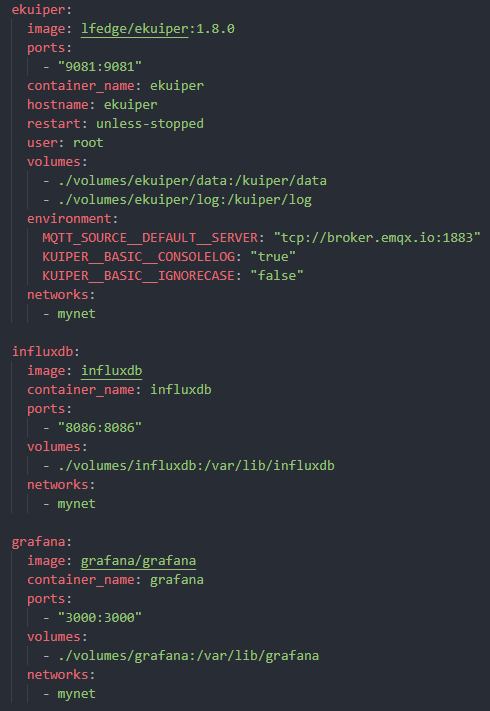 ekuiper:
  image: lfedge/ekuiper:1.8.0
  ports:
    - "9081:9081"
  container_name: ekuiper
  hostname: ekuiper
  restart: unless-stopped
  user: root
  volumes:
    - ./volumes/ekuiper/data:/kuiper/data
    - ./volumes/ekuiper/log:/kuiper/log
  environment:
    MQTT_SOURCE__DEFAULT__SERVER: "tcp://broker.emqx.io:1883"
    KUIPER__BASIC__CONSOLELOG: "true"
    KUIPER__BASIC__IGNORECASE: "false"
  networks:
    - mynet

influxdb:
  image: influxdb
  container_name: influxdb
  ports:
    - "8086:8086"
  volumes:
    - ./volumes/influxdb:/var/lib/influxdb
  networks:
    - mynet

grafana:
  image: grafana/grafana
  container_name: grafana
  ports:
    - "3000:3000"
  volumes:
    - ./volumes/grafana:/var/lib/grafana
  networks:
    - mynet